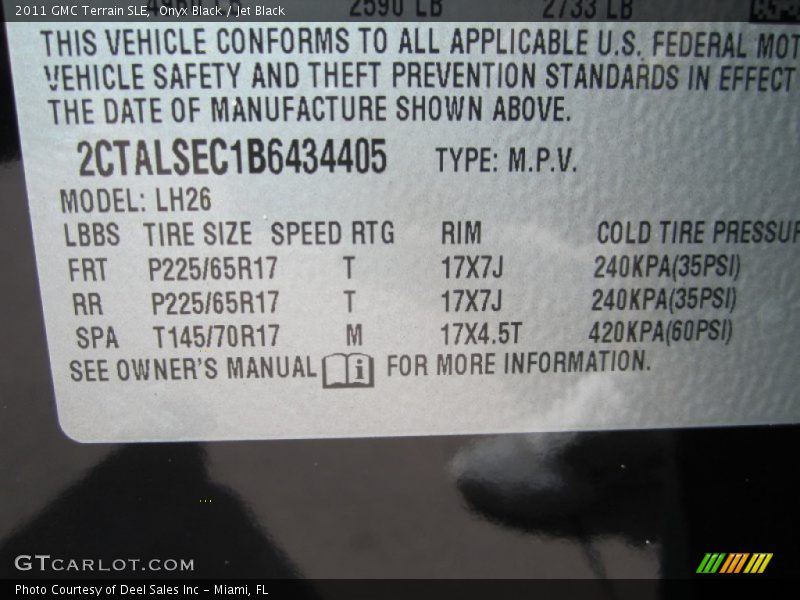 2011 GMC Terrain SLE, Onyx Black / Jet Black
2590 LB 2733 LB
THIS VEHICLE CONFORMS TO ALL APPLICABLE U.S. FEDERAL MOT
VEHICLE SAFETY AND THEFT PREVENTION STANDARDS IN EFFECT
THE DATE OF MANUFACTURE SHOWN ABOVE.
2CTALSEC1B6434405 TYPE: M.P.V.
MODEL: LH26
LBBS TIRE SIZE SPEED RTG RIM COLD TIRE PRESSUR
FRT P225/65R17 T 17X7J 240KPA(35PSI)
RR P225/65R17 T 17X7J 240KPA(35PSI)
SPA T145/70R17 M 17X4.5T 420KPA(60PSI)
SEE OWNER'S MANUAL i FOR MORE INFORMATION.
GTCARLOT.COM
Photo Courtesy of Deel Sales Inc - Miami, FL